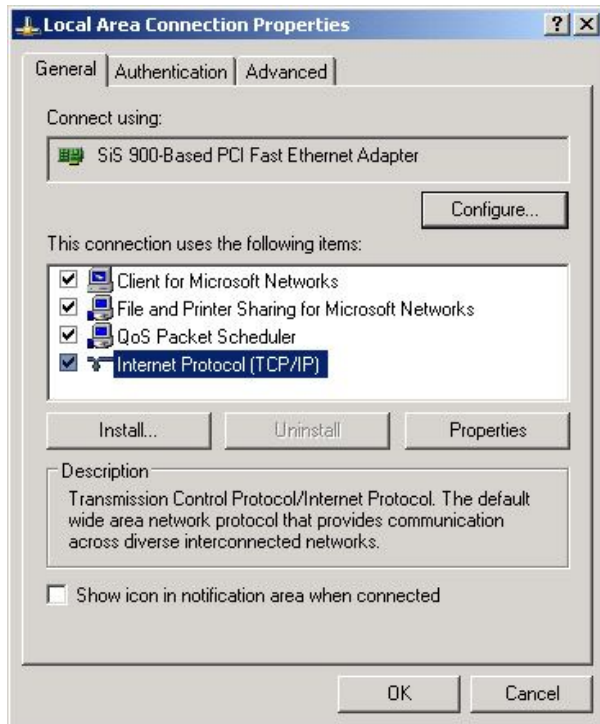 Local Area Connection Properties
General Authentication Advanced
Connect using:
SiS 900-Based PCI Fast Ethernet Adapter
Configure...
This connection uses the following items:
Client for Microsoft Networks
File and Printer Sharing for Microsoft Networks
QoS Packet Scheduler
Internet Protocol (TCP/IP)
Install... Uninstall Properties
Description
Transmission Control Protocol/Internet Protocol. The default
wide area network protocol that provides communication
across diverse interconnected networks.
Show icon in notification area when connected
OK Cancel